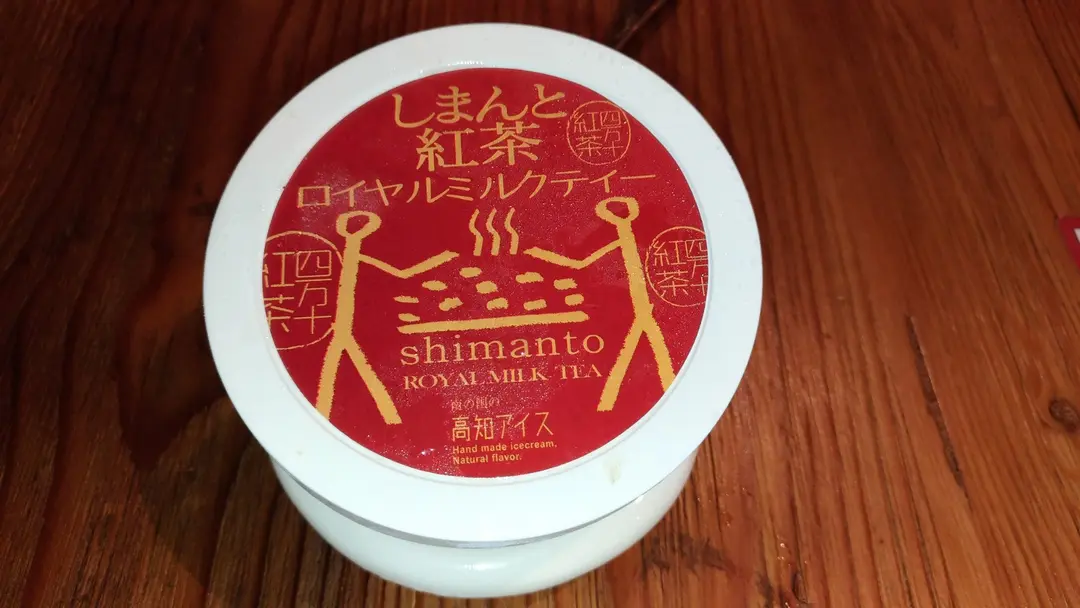 しまんと
紅茶
四万十
紅茶
ロイヤルミルクティー
四万十
紅茶
四万十
紅茶
shimanto
ROYAL MILK TEA
南の国の
高知アイス
Hand made icecream,
Natural flavor.